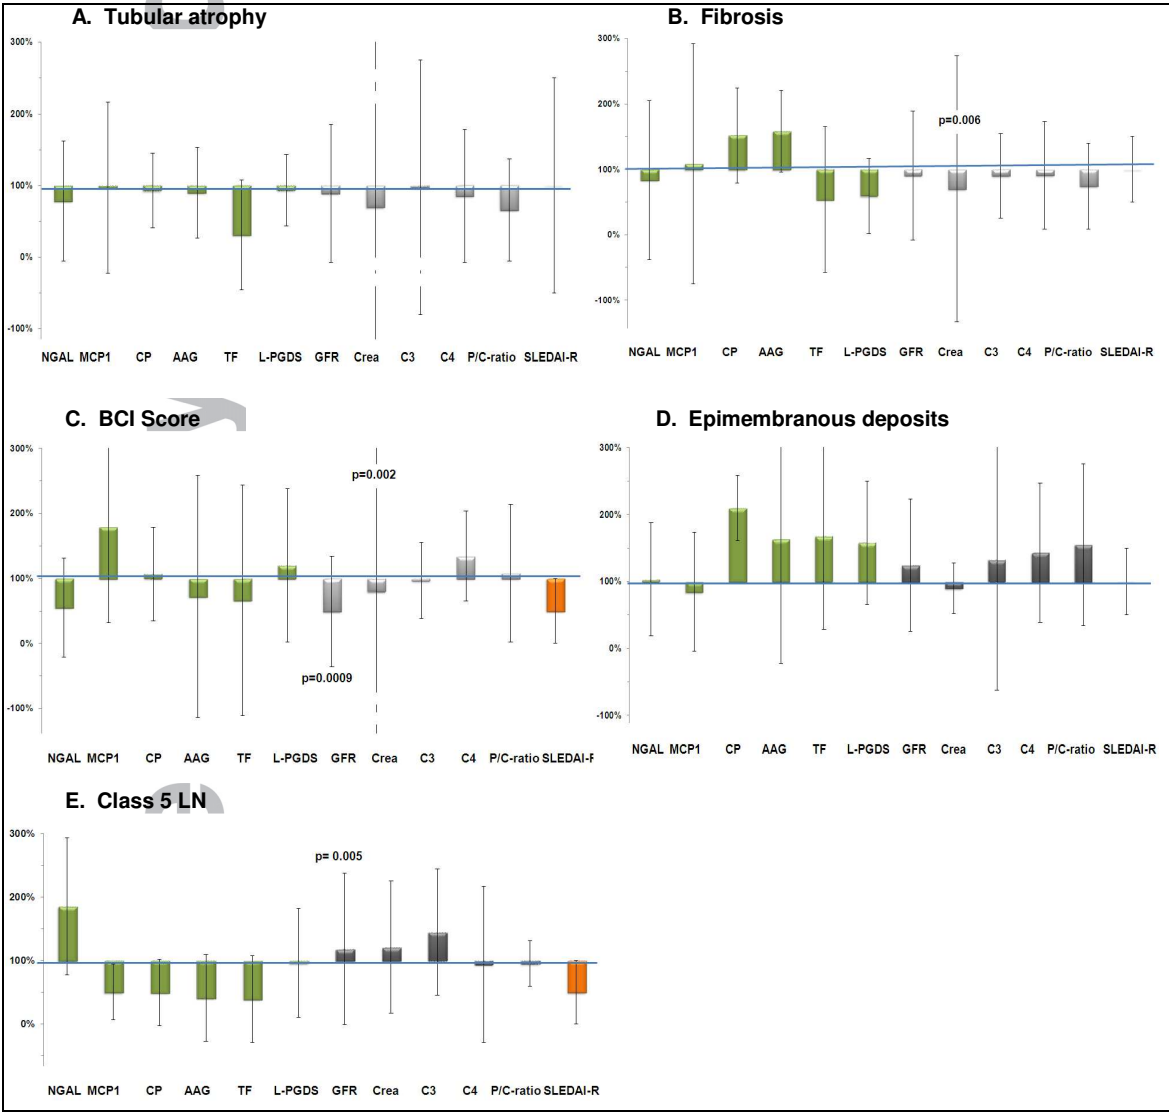 A. Tubular atrophy
300%
200%
100%
0%
-100%
NGAL MCP1 CP AAG TF L-PGDS GFR Crea C3 C4 P/C-ratio SLEDAI-R
B. Fibrosis
300%
200%
100%
0%
-100%
p=0.006
NGAL MCP1 CP AAG TF L-PGDS GFR Crea C3 C4 P/C-ratio SLEDAI-R
C. BCI Score
300%
200%
100%
0%
-100%
p=0.002
p=0.0009
NGAL MCP1 CP AAG TF L-PGDS GFR Crea C3 C4 P/C-ratio SLEDAI-R
D. Epimembranous deposits
300%
200%
100%
0%
-100%
NGAL MCP1 CP AAG TF L-PGDS GFR Crea C3 C4 P/C-ratio SLEDAI-R
E. Class 5 LN
300%
200%
100%
0%
p= 0.005
NGAL MCP1 CP AAG TF L-PGDS GFR Crea C3 C4 P/C-ratio SLEDAI-R